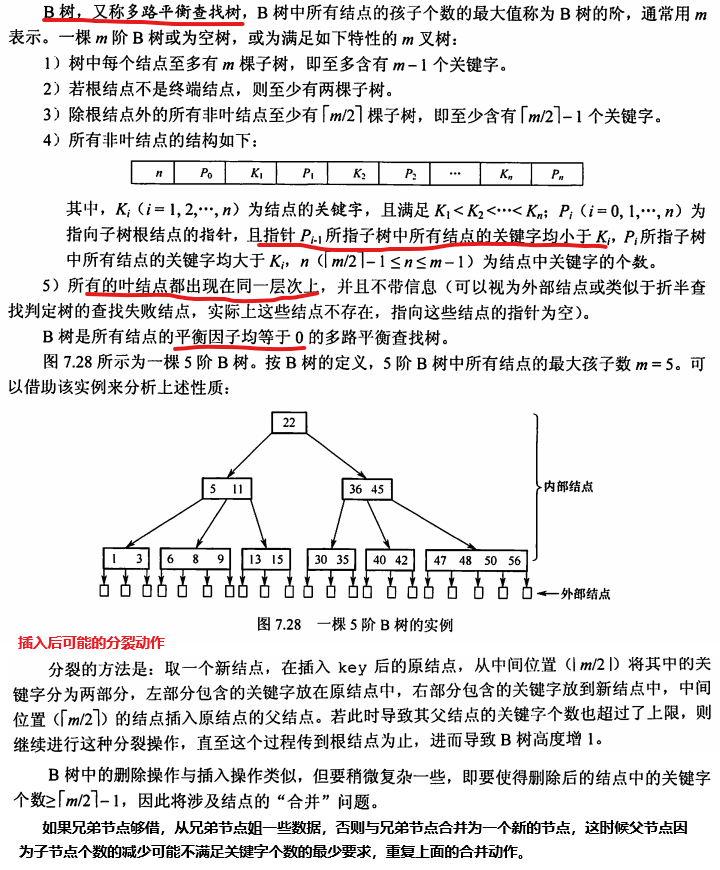 B 树，又称多路平衡查找树，B 树中所有结点的孩子个数的最大值称为 B 树的阶，通常用 m
表示。一棵 m 阶 B 树或为空树，或为满足如下特性的 m 叉树：
1）树中每个结点至多有 m 棵子树，即至多含有 m－1 个关键字。
2）若根结点不是终端结点，则至少有两棵子树。
3）除根结点外的所有非叶结点至少有⌈m/2⌉棵子树，即至少含有⌈m/2⌉－1 个关键字。
4）所有非叶结点的结构如下：
n P₀ K₁ P₁ K₂ P₂ … Kₙ Pₙ
其中，Kᵢ（i = 1, 2,…, n）为结点的关键字，且满足 K₁ < K₂ <…< Kₙ；Pᵢ（i = 0, 1,…, n）为
指向子树根结点的指针，且指针 Pᵢ₋₁所指子树中所有结点的关键字均小于 Kᵢ，Pᵢ所指子树
中所有结点的关键字均大于 Kᵢ，n（⌈m/2⌉－1 ≤ n ≤ m－1）为结点中关键字的个数。
5）所有的叶结点都出现在同一层次上，并且不带信息（可以视为外部结点或类似于折半查
找判定树的查找失败结点，实际上这些结点不存在，指向这些结点的指针为空）。
B 树是所有结点的平衡因子均等于 0 的多路平衡查找树。
图 7.28 所示为一棵 5 阶 B 树。按 B 树的定义，5 阶 B 树中所有结点的最大孩子数 m = 5。可
以借助该实例来分析上述性质：
22
5 11 36 45
内部结点
1 3 6 8 9 13 15 30 35 40 42 47 48 50 56
外部结点
图 7.28 一棵 5 阶 B 树的实例
插入后可能的分裂动作
分裂的方法是：取一个新结点，在插入 key 后的原结点，从中间位置（⌈m/2⌉）将其中的关
键字分为两部分，左部分包含的关键字放在原结点中，右部分包含的关键字放到新结点中，中间
位置（⌈m/2⌉）的结点插入原结点的父结点。若此时导致其父结点的关键字个数也超过了上限，则
继续进行这种分裂操作，直至这个过程传到根结点为止，进而导致 B 树高度增 1。
B 树中的删除操作与插入操作类似，但要稍微复杂一些，即要使得删除后的结点中的关键字
个数≥⌈m/2⌉－1，因此将涉及结点的“合并”问题。
如果兄弟节点够借，从兄弟节点姐一些数据，否则与兄弟节点合并为一个新的节点，这时候父节点因
为子节点个数的减少可能不满足关键字个数的最少要求，重复上面的合并动作。